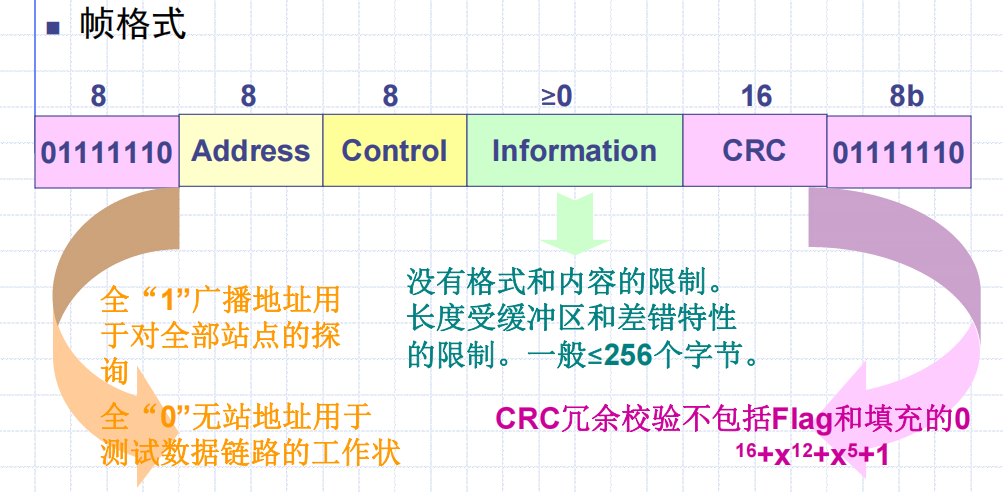 帧格式
8 8 8 ≥0 16 8b
01111110 Address Control Information CRC 01111110
没有格式和内容的限制。
长度受缓冲区和差错特性
的限制。一般≤256个字节。
全“1”广播地址用
于对全部站点的探
询
全“0”无站地址用于
测试数据链路的工作状
CRC冗余校验不包括Flag和填充的0
16+x12+x5+1